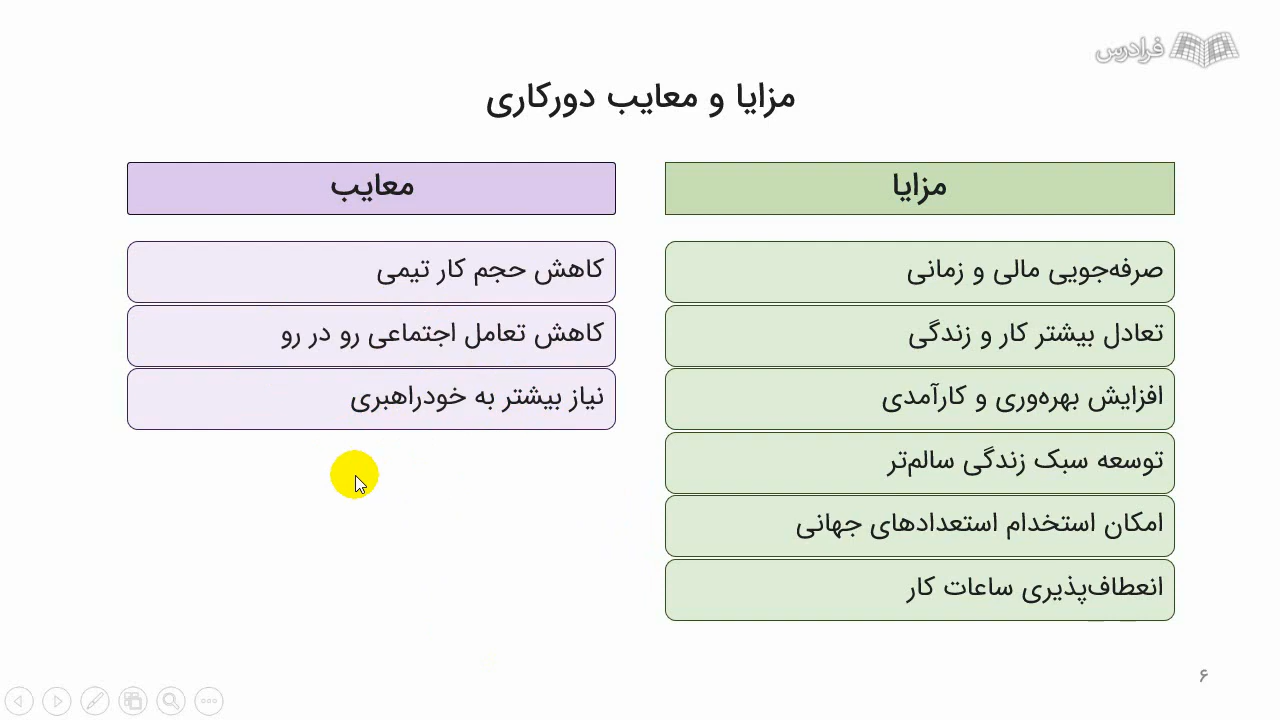 فرادرس
مزایا و معایب دورکاری
مزایا
صرفه‌جویی مالی و زمانی
تعادل بیشتر کار و زندگی
افزایش بهره‌وری و کارآمدی
توسعه سبک زندگی سالم‌تر
امکان استخدام استعدادهای جهانی
انعطاف‌پذیری ساعات کار
معایب
کاهش حجم کار تیمی
کاهش تعامل اجتماعی رو در رو
نیاز بیشتر به خودراهبری
۶